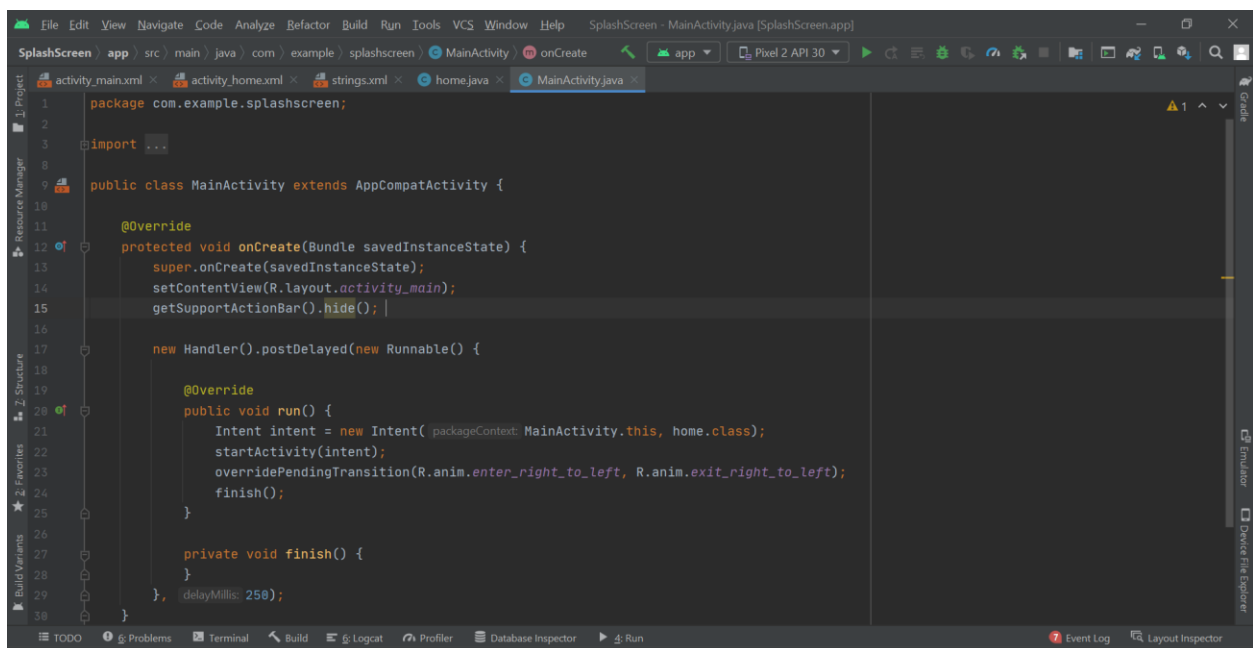 File Edit View Navigate Code Analyze Refactor Build Run Tools VCS Window Help SplashScreen - MainActivity.java [SplashScreen.app]
SplashScreen app src main java com example splashscreen MainActivity onCreate app Pixel 2 API 30
activity_main.xml activity_home.xml strings.xml home.java MainActivity.java
1: Project
Resource Manager
Z: Structure
2: Favorites
Build Variants
1 package com.example.splashscreen;
2
3 import ...
8
9 public class MainActivity extends AppCompatActivity {
10
11 @Override
12 protected void onCreate(Bundle savedInstanceState) {
13 super.onCreate(savedInstanceState);
14 setContentView(R.layout.activity_main);
15 getSupportActionBar().hide();
16
17 new Handler().postDelayed(new Runnable() {
18
19 @Override
20 public void run() {
21 Intent intent = new Intent( packageContext: MainActivity.this, home.class);
22 startActivity(intent);
23 overridePendingTransition(R.anim.enter_right_to_left, R.anim.exit_right_to_left);
24 finish();
25 }
26
27 private void finish() {
28 }
29 }, delayMillis: 250);
30 }
1
Gradle
Emulator
Device File Explorer
TODO 6: Problems Terminal Build 6: Logcat Profiler Database Inspector 4: Run 7 Event Log Layout Inspector